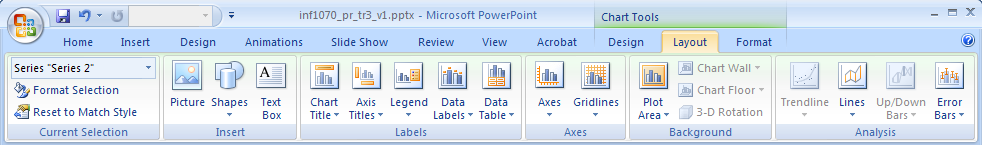 inf1070_pr_tr3_v1.pptx - Microsoft PowerPoint
Chart Tools
Home Insert Design Animations Slide Show Review View Acrobat Design Layout Format
Series "Series 2"
Format Selection
Reset to Match Style
Current Selection
Picture
Shapes
Text
Box
Insert
Chart
Title
Axis
Titles
Legend
Data
Labels
Data
Table
Labels
Axes
Gridlines
Axes
Plot
Area
Chart Wall
Chart Floor
3-D Rotation
Background
Trendline
Lines
Up/Down
Bars
Error
Bars
Analysis